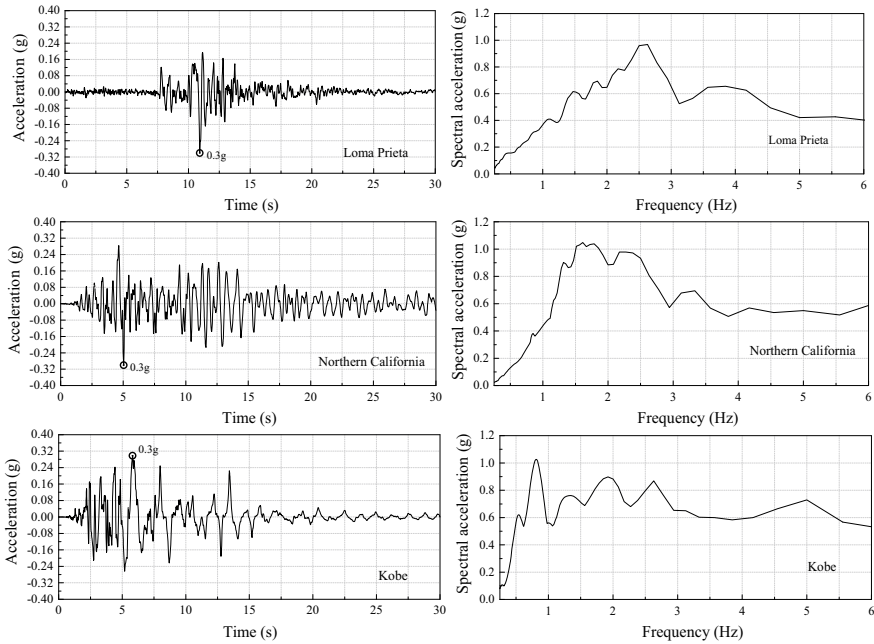 Acceleration (g)
0.40
0.32
0.24
0.16
0.08
0.00
-0.08
-0.16
-0.24
-0.32
-0.40
0.3g
Loma Prieta
0 5 10 15 20 25 30
Time (s)
Spectral acceleration (g)
1.2
1.0
0.8
0.6
0.4
0.2
0.0
Loma Prieta
1 2 3 4 5 6
Frequency (Hz)
Acceleration (g)
0.40
0.32
0.24
0.16
0.08
0.00
-0.08
-0.16
-0.24
-0.32
-0.40
0.3g
Northern California
0 5 10 15 20 25 30
Time (s)
Spectral acceleration (g)
1.2
1.0
0.8
0.6
0.4
0.2
0.0
Northern California
1 2 3 4 5 6
Frequency (Hz)
Acceleration (g)
0.40
0.32
0.24
0.16
0.08
0.00
-0.08
-0.16
-0.24
-0.32
-0.40
0.3g
Kobe
0 5 10 15 20 25 30
Time (s)
Spectral acceleration (g)
1.2
1.0
0.8
0.6
0.4
0.2
0.0
Kobe
1 2 3 4 5 6
Frequency (Hz)